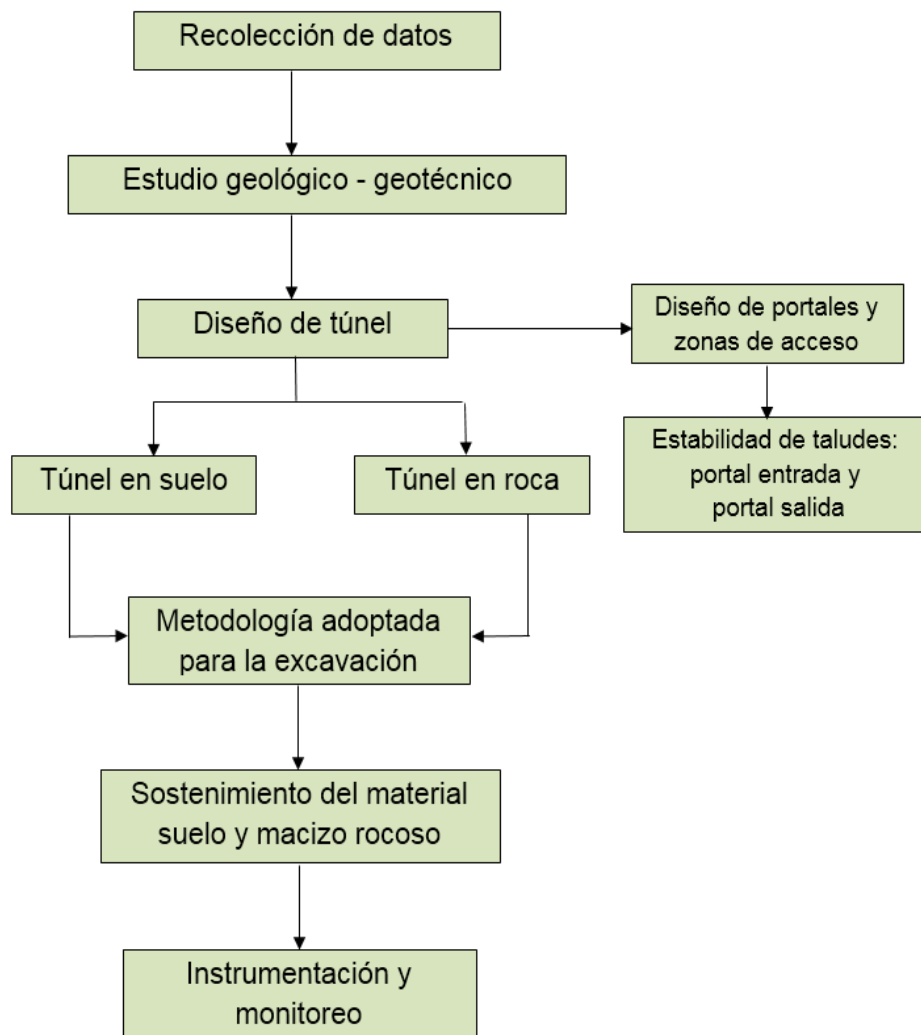 Recolección de datos
Estudio geológico - geotécnico
Diseño de túnel
Diseño de portales y
zonas de acceso
Túnel en suelo
Túnel en roca
Estabilidad de taludes:
portal entrada y
portal salida
Metodología adoptada
para la excavación
Sostenimiento del material
suelo y macizo rocoso
Instrumentación y
monitoreo